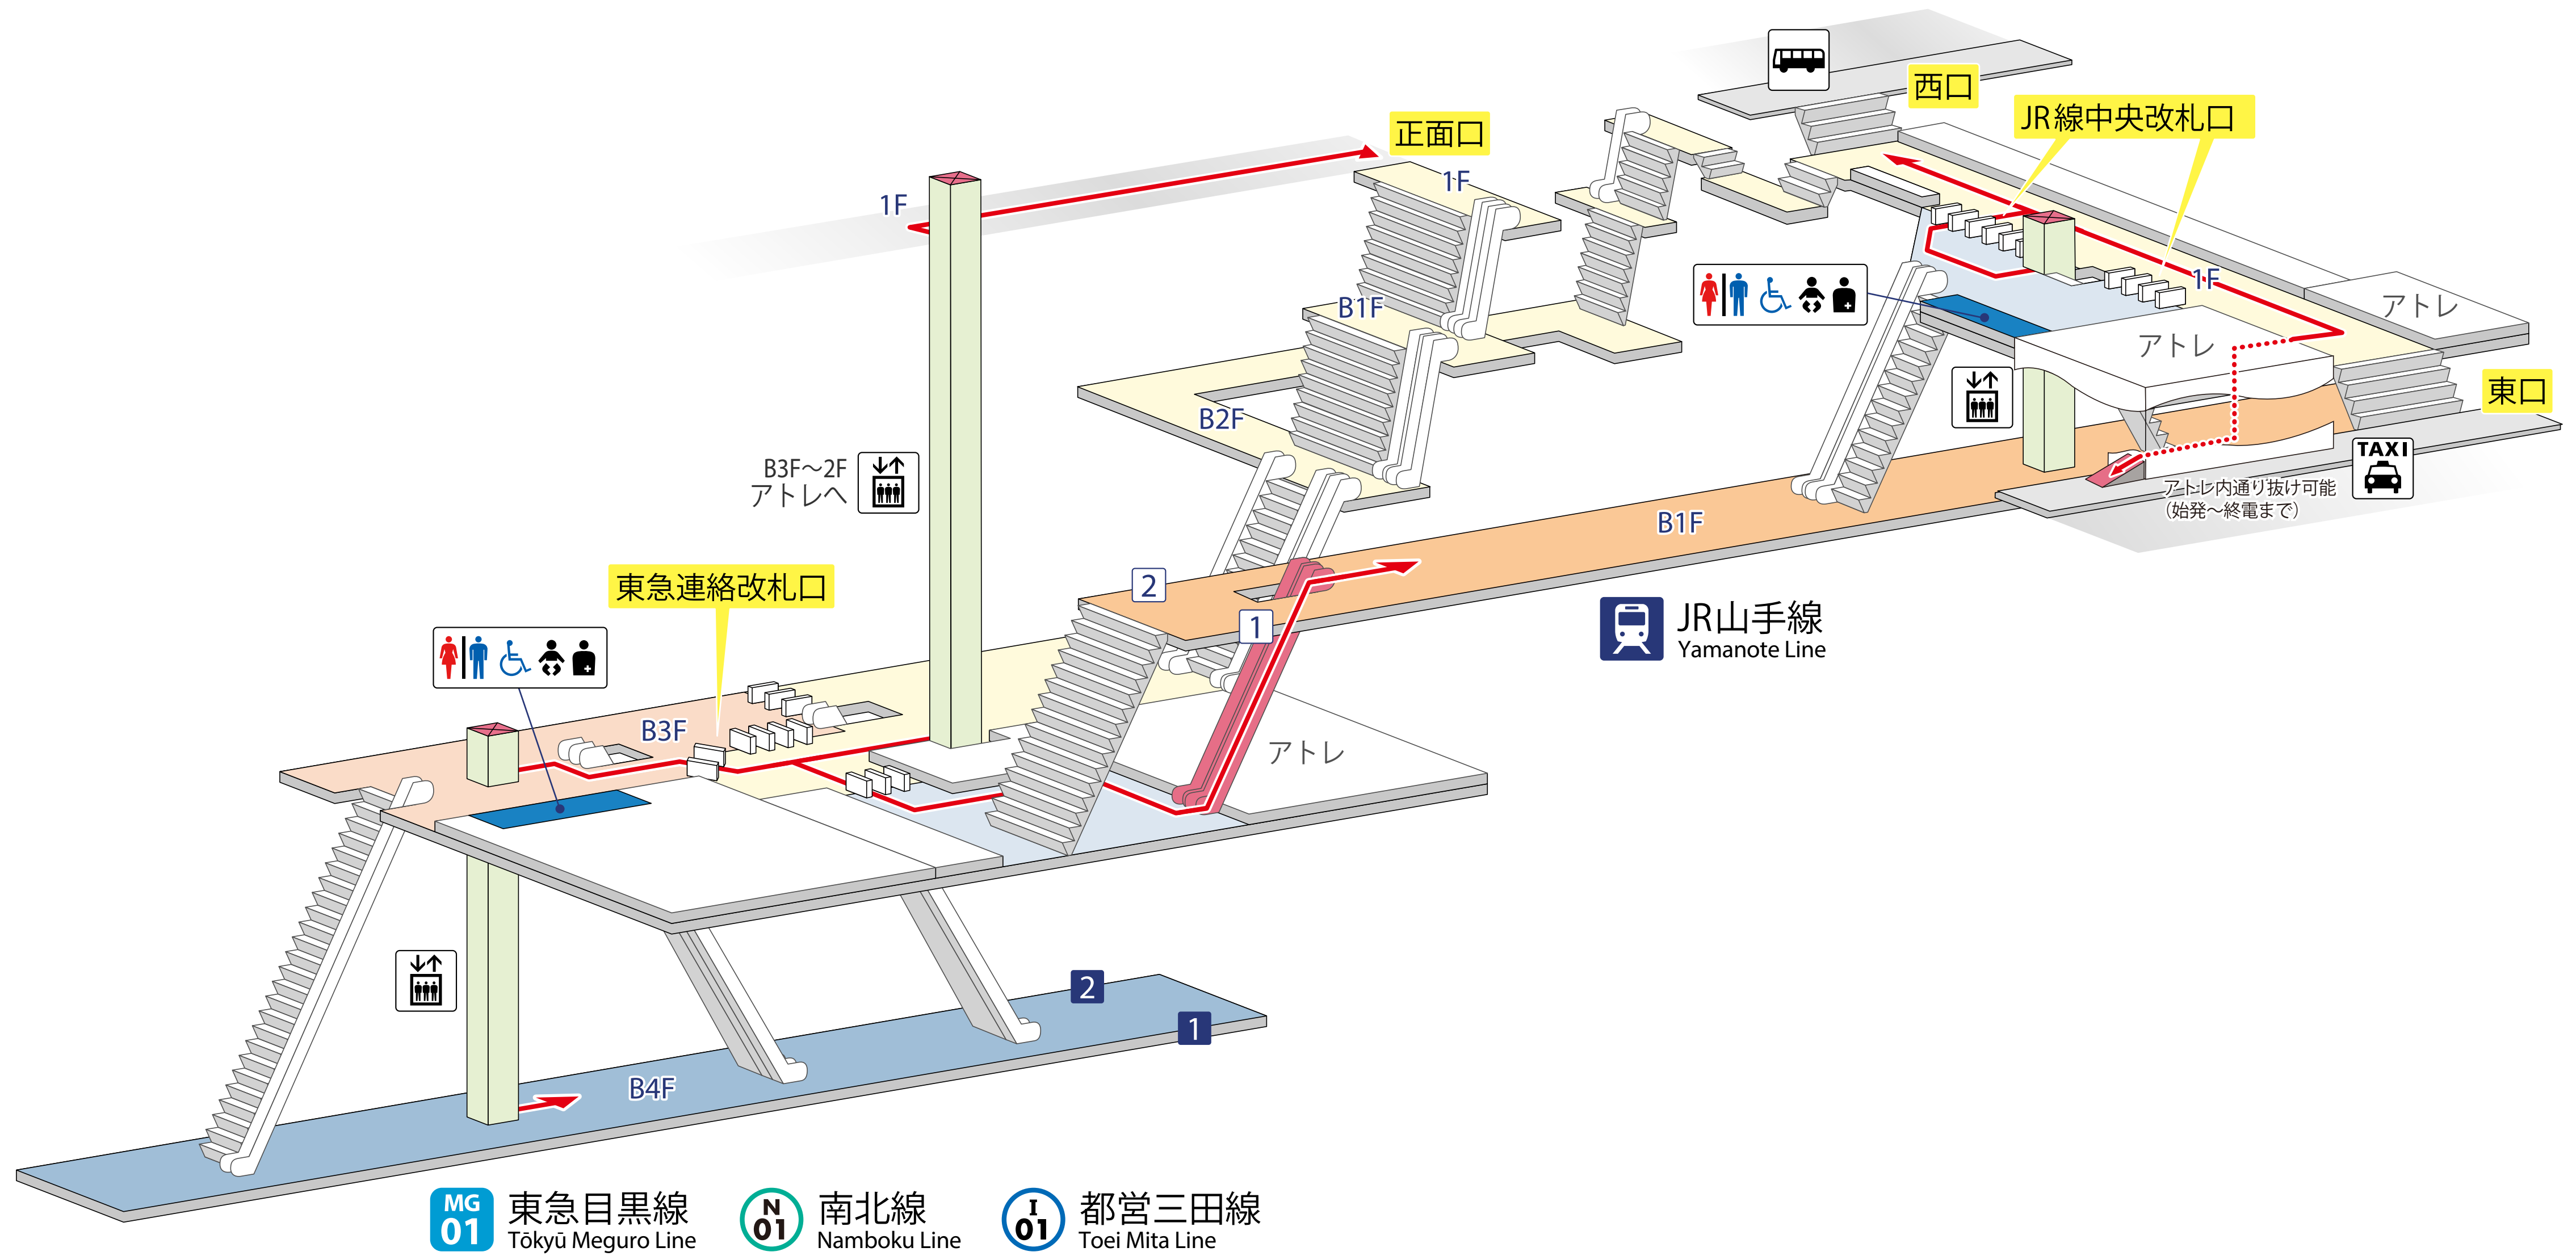 西口
JR線中央改札口
正面口
1F
1F
1F
B1F
アトレ
アトレ
東口
B2F
TAXI
アトレ内通り抜け可能
(始発〜終電まで)
B3F〜2F
アトレへ
B1F
2
1
東急連絡改札口
JR山手線
Yamanote Line
B3F
アトレ
2
1
B4F
MG
01
東急目黒線
Tōkyū Meguro Line
N
01
南北線
Namboku Line
I
01
都営三田線
Toei Mita Line